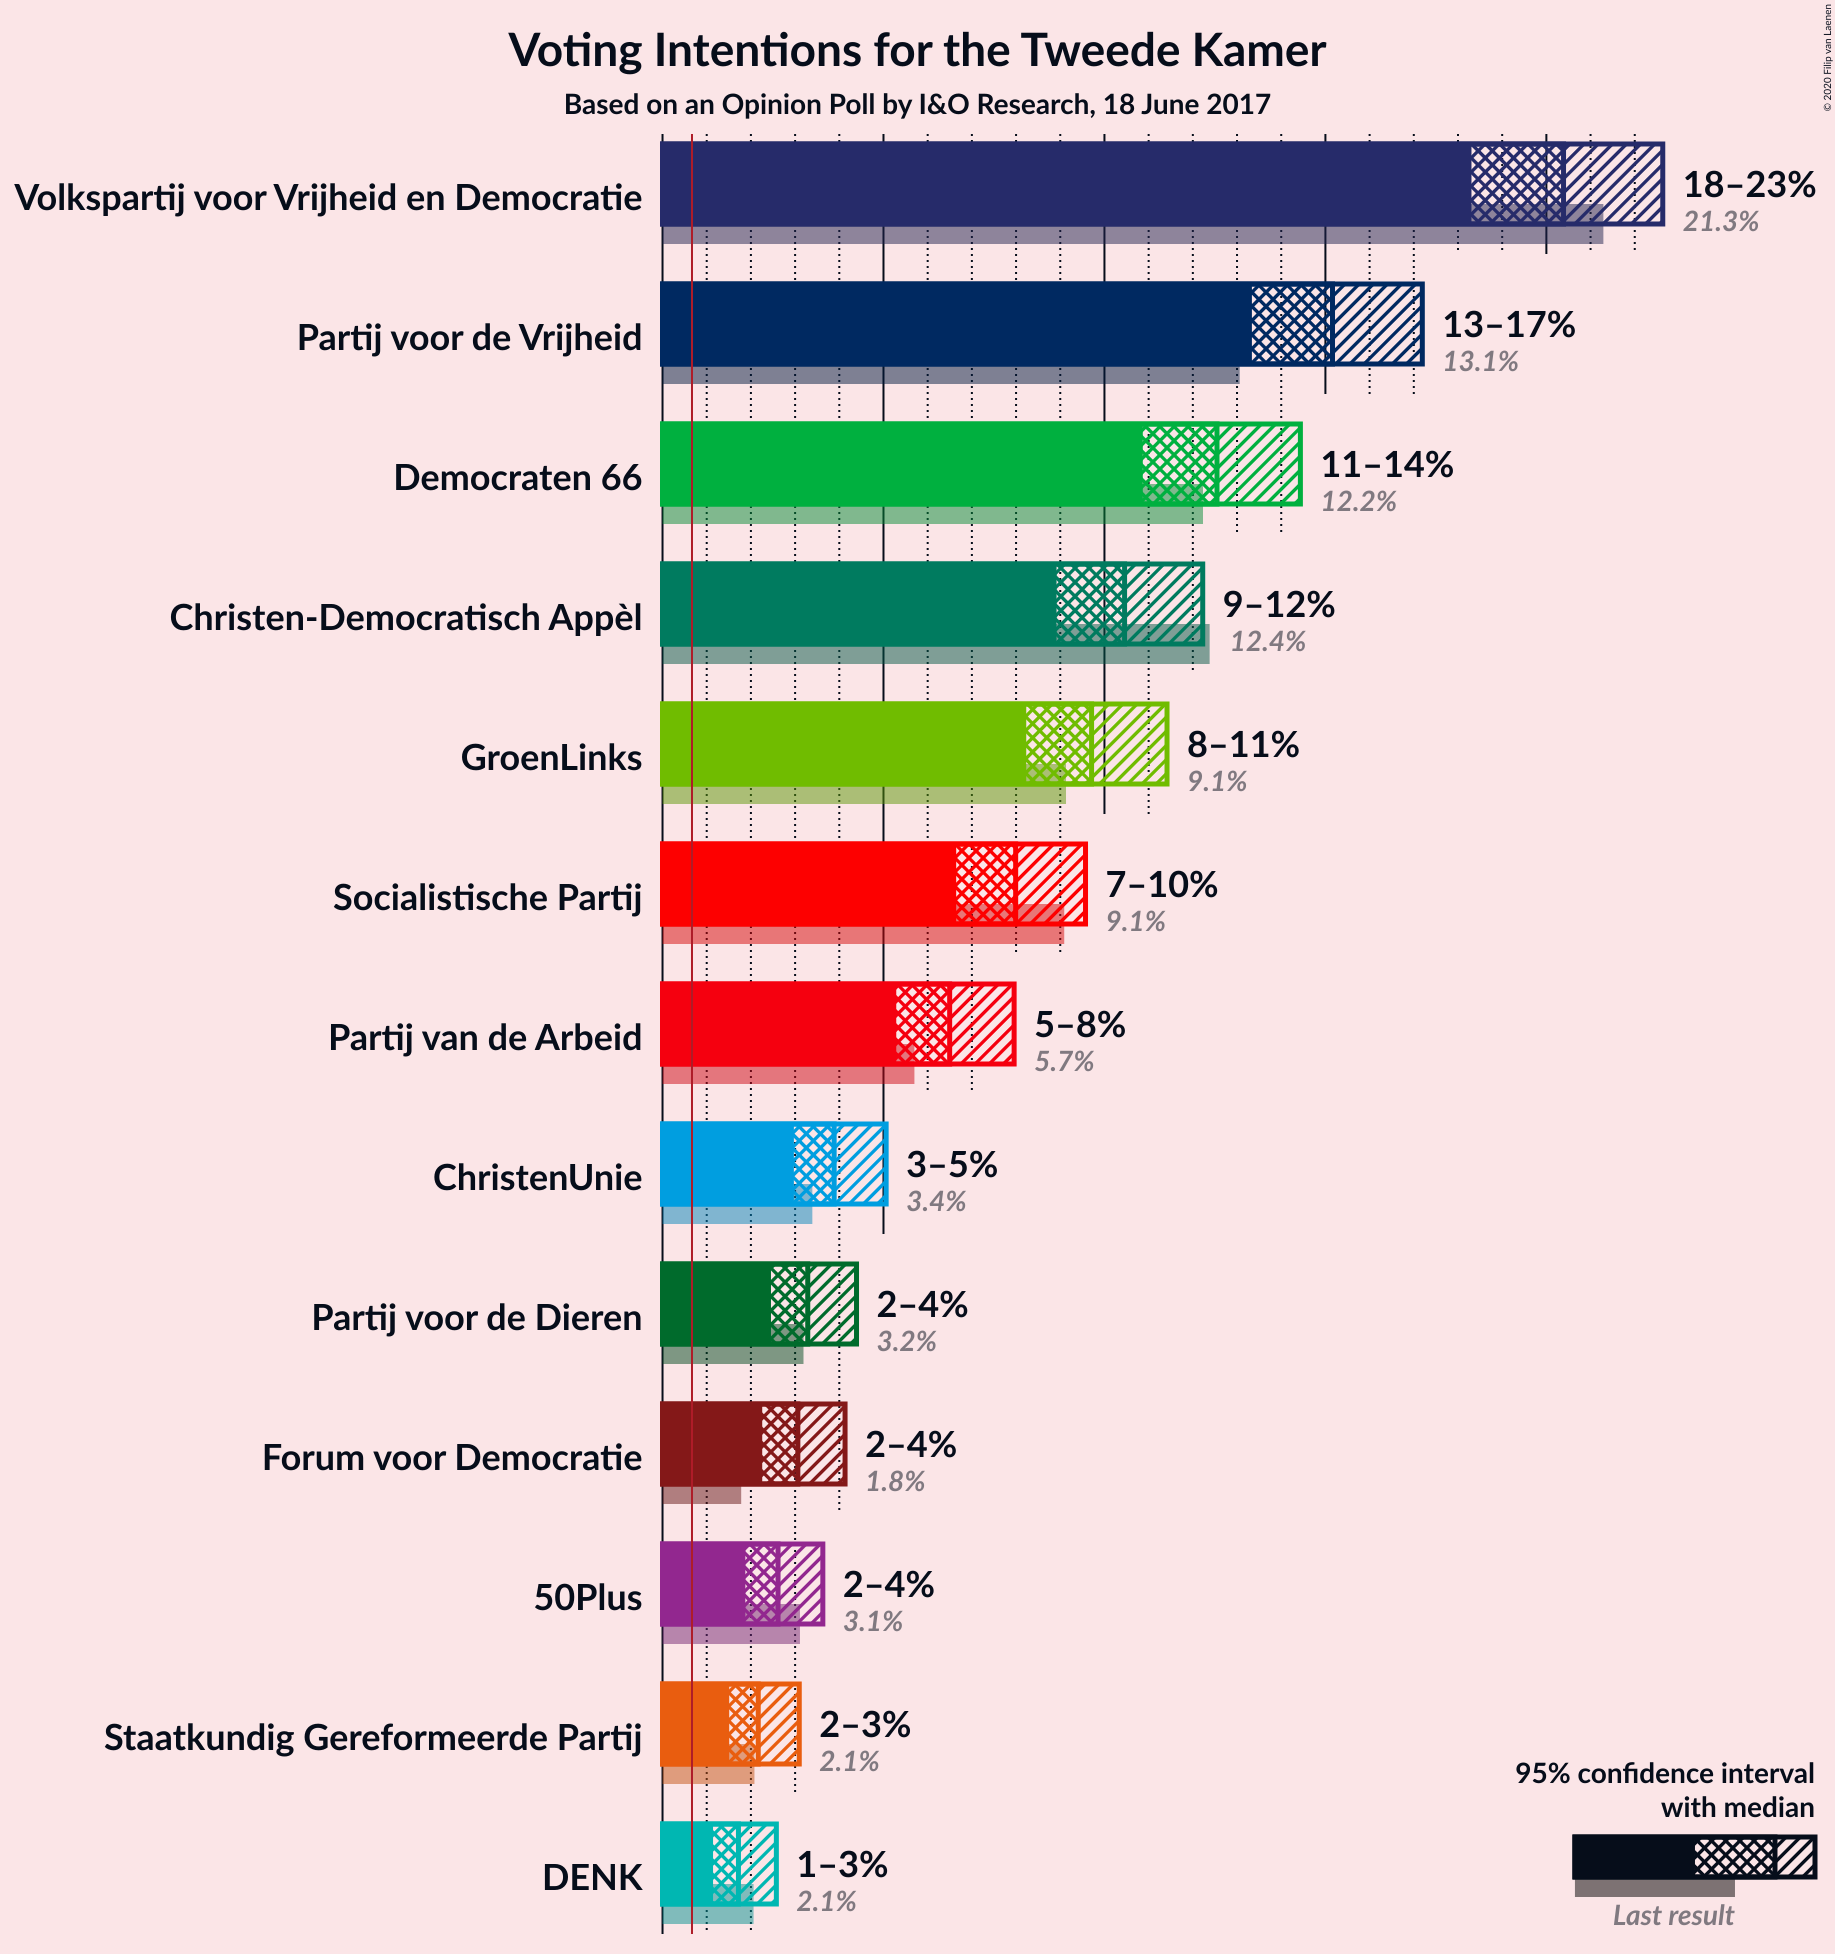 Voting Intentions for the Tweede Kamer
Based on an Opinion Poll by I&O Research, 18 June 2017
© 2020 Filip van Laenen
Volkspartij voor Vrijheid en Democratie
18–23%
21.3%
Partij voor de Vrijheid
13–17%
13.1%
Democraten 66
11–14%
12.2%
Christen-Democratisch Appèl
9–12%
12.4%
GroenLinks
8–11%
9.1%
Socialistische Partij
7–10%
9.1%
Partij van de Arbeid
5–8%
5.7%
ChristenUnie
3–5%
3.4%
Partij voor de Dieren
2–4%
3.2%
Forum voor Democratie
2–4%
1.8%
50Plus
2–4%
3.1%
Staatkundig Gereformeerde Partij
2–3%
2.1%
DENK
1–3%
2.1%
95% confidence interval
with median
Last result